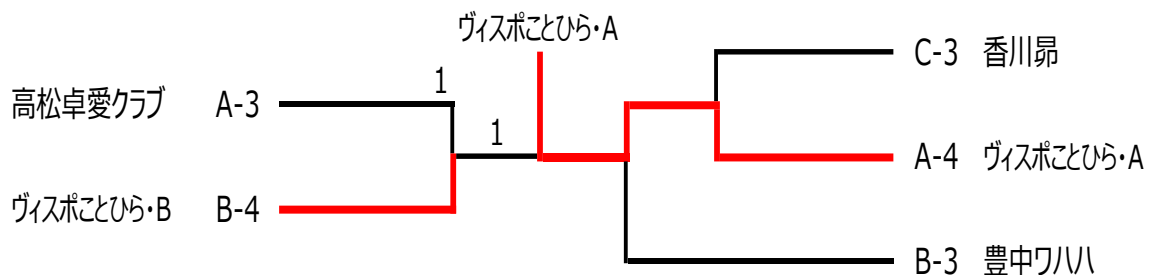 ヴィスポことひら・A
高松卓愛クラブ A-3
1
ヴィスポことひら・B B-4
1
C-3 香川昴
A-4 ヴィスポことひら・A
B-3 豊中ワハハ